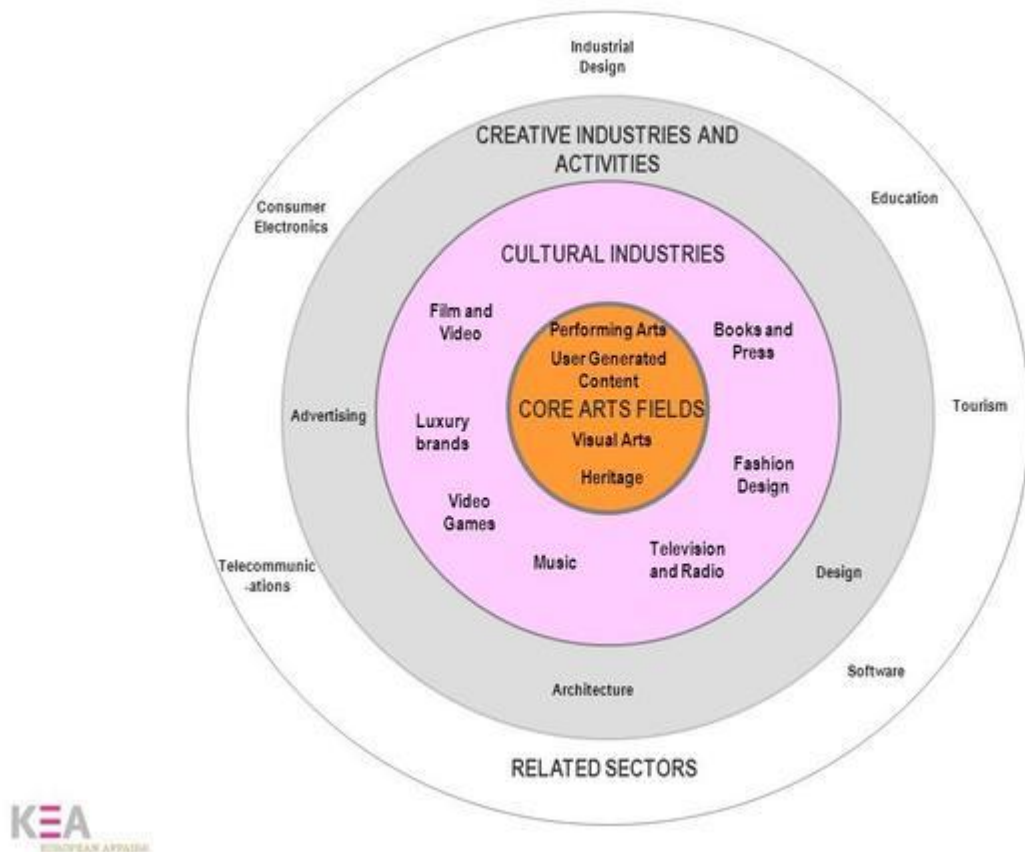 Industrial
Design
CREATIVE INDUSTRIES AND
ACTIVITIES
Education
Consumer
Electronics
CULTURAL INDUSTRIES
Film and
Video
Performing Arts
Books and
Press
User Generated
Content
CORE ARTS FIELDS
Advertising
Luxury
brands
Tourism
Visual Arts
Heritage
Fashion
Design
Video
Games
Music
Television
and Radio
Telecommunic
-ations
Design
Software
Architecture
RELATED SECTORS
KEA
EUROPEAN AFFAIRS